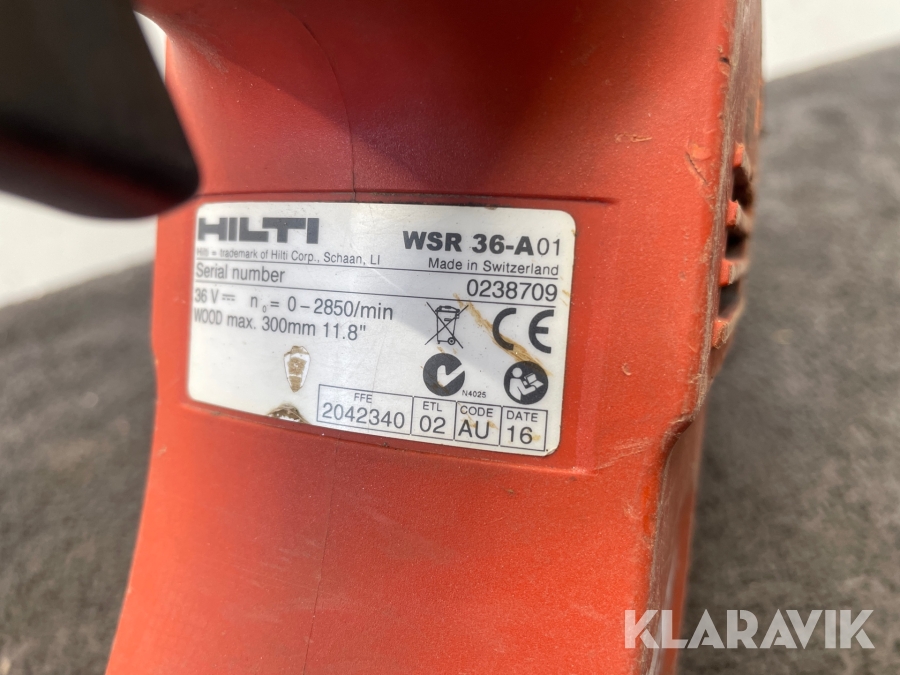 HILTI WSR 36-A01
Hilti = trademark of Hilti Corp., Schaan, LI Made in Switzerland
Serial number 0238709
36 V n₀ = 0–2850/min
WOOD max. 300mm 11.8"
N4025
FFE ETL CODE DATE
2042340 02 AU 16
KLARAVIK